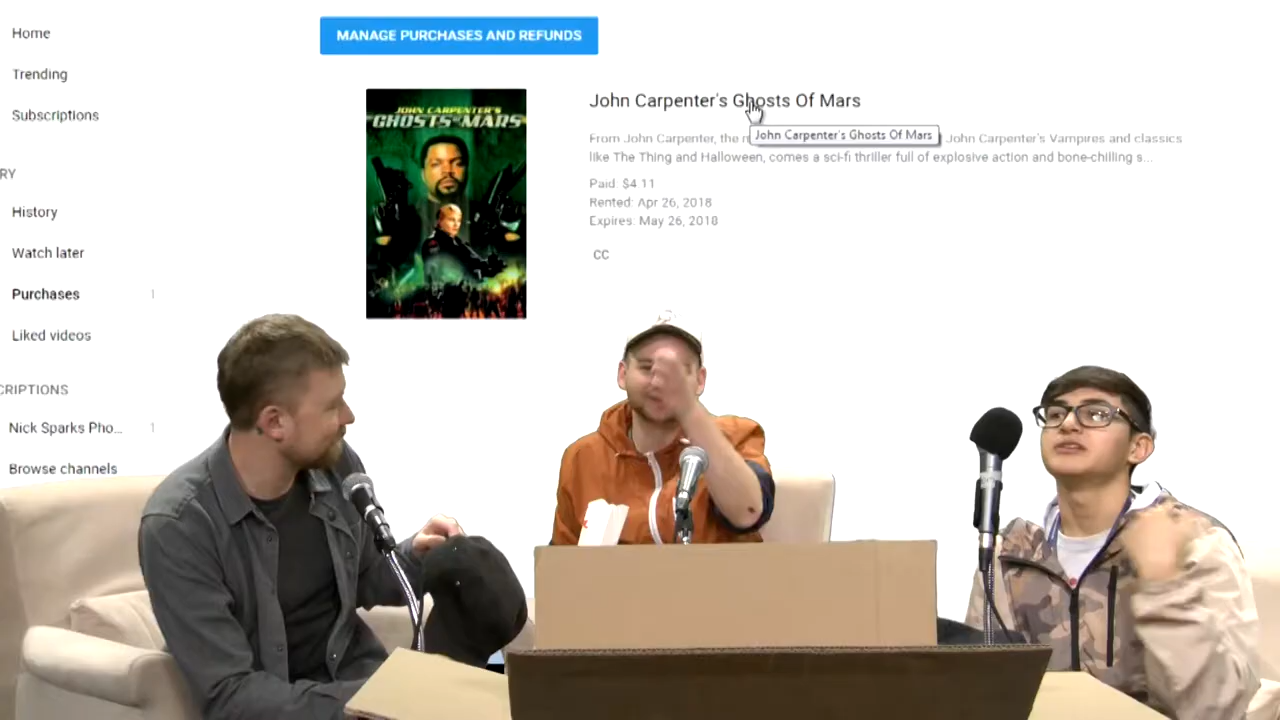 Home
Trending
Subscriptions
RY
History
Watch later
Purchases 1
Liked videos
CRIPTIONS
Nick Sparks Pho... 1
Browse channels
MANAGE PURCHASES AND REFUNDS
JOHN CARPENTER'S
GHOSTS OF MARS
John Carpenter's Ghosts Of Mars
From John Carpenter, the m
John Carpenter's Ghosts Of Mars
John Carpenter's Vampires and classics
like The Thing and Halloween, comes a sci-fi thriller full of explosive action and bone-chilling s...
Paid: $4.11
Rented: Apr 26, 2018
Expires: May 26, 2018
CC